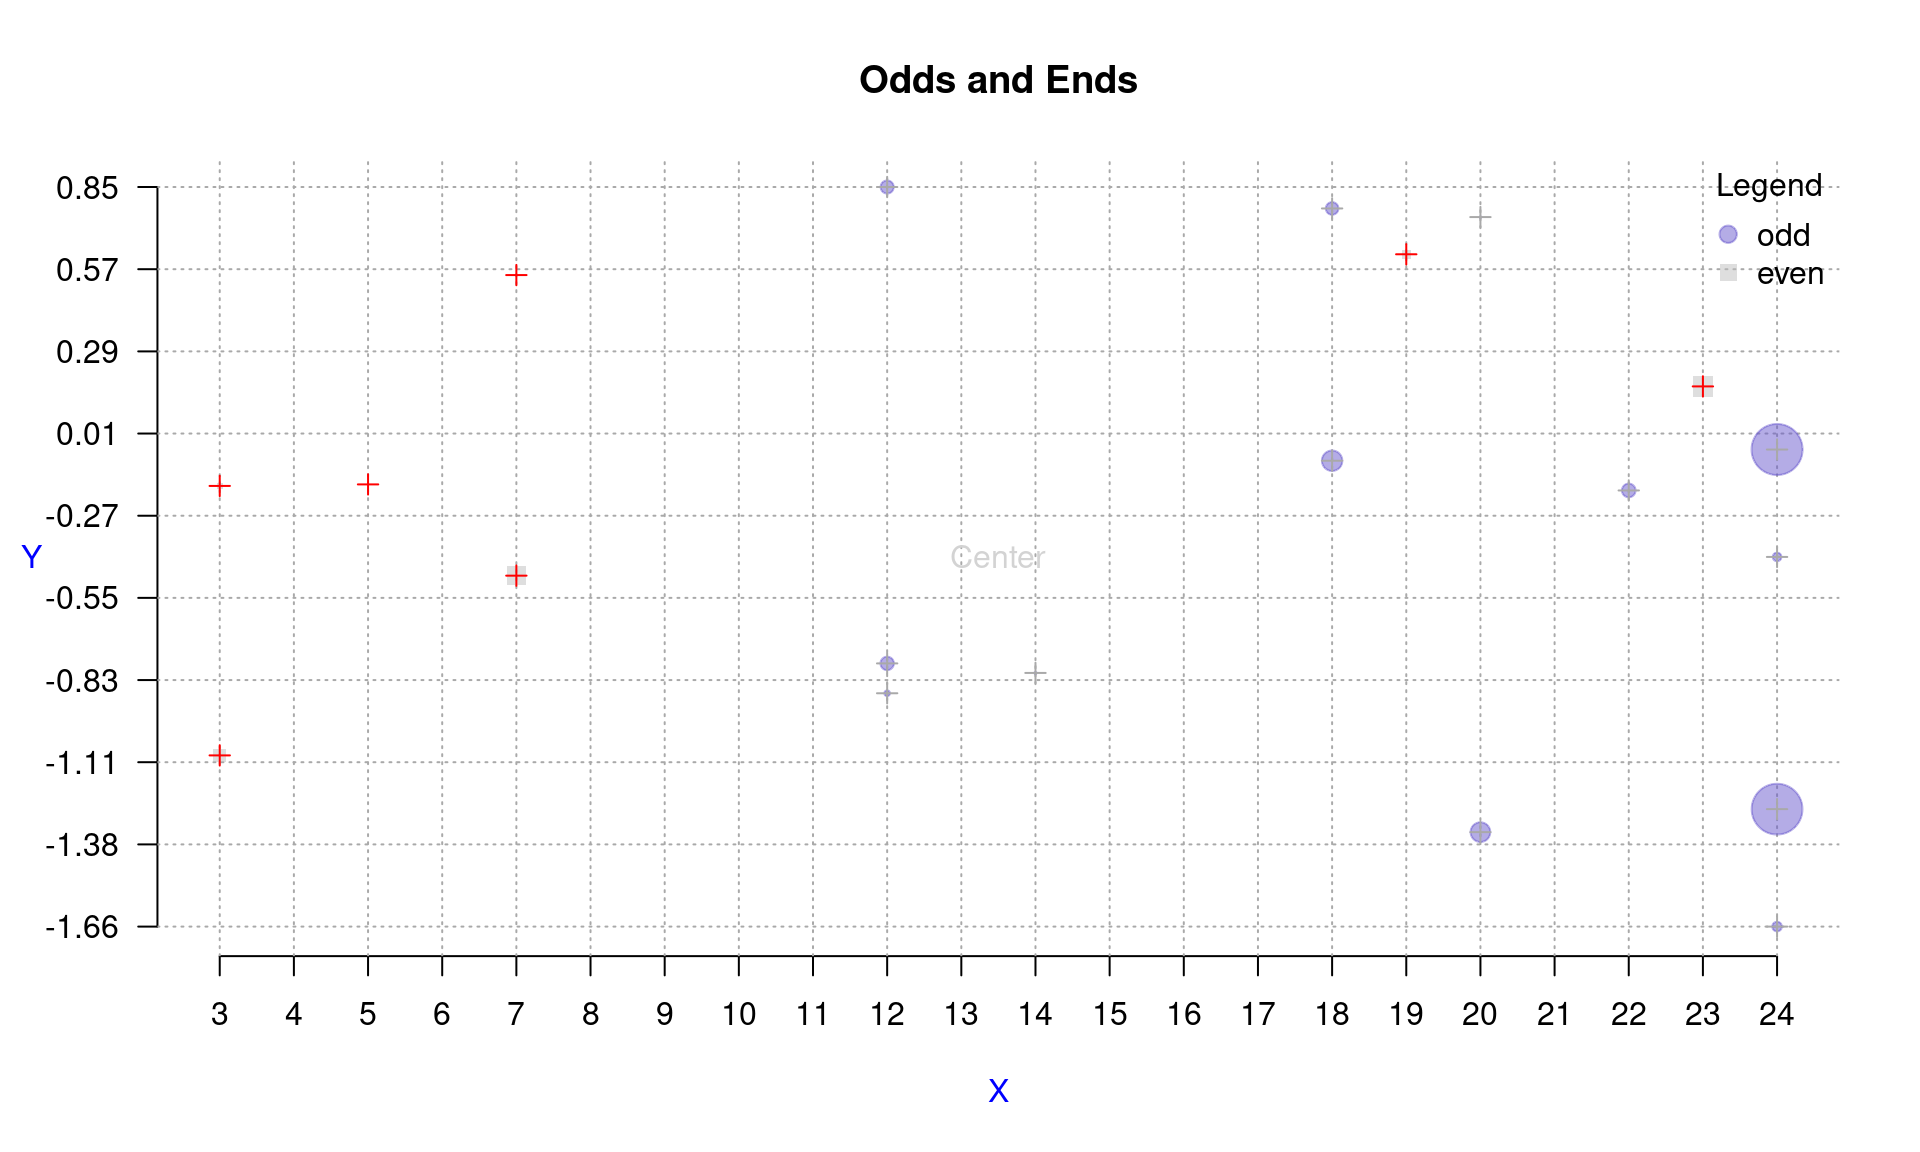 Odds and Ends
Legend
odd
even
0.85
0.57
0.29
0.01
-0.27
-0.55
-0.83
-1.11
-1.38
-1.66
Y
Center
3 4 5 6 7 8 9 10 11 12 13 14 15 16 17 18 19 20 21 22 23 24
X